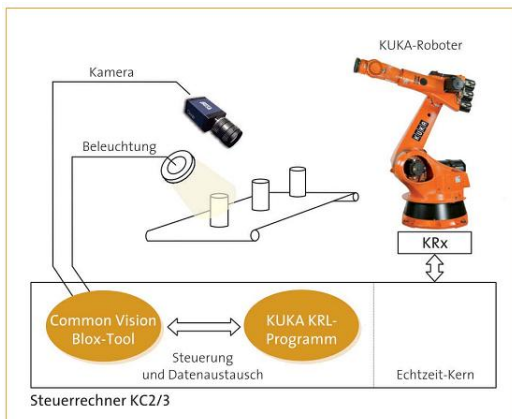 KUKA-Roboter
Kamera
Beleuchtung
KUKA
KRx
Common Vision
Blox-Tool
KUKA KRL-
Programm
Steuerung
und Datenaustausch
Echtzeit-Kern
Steuerrechner KC2/3